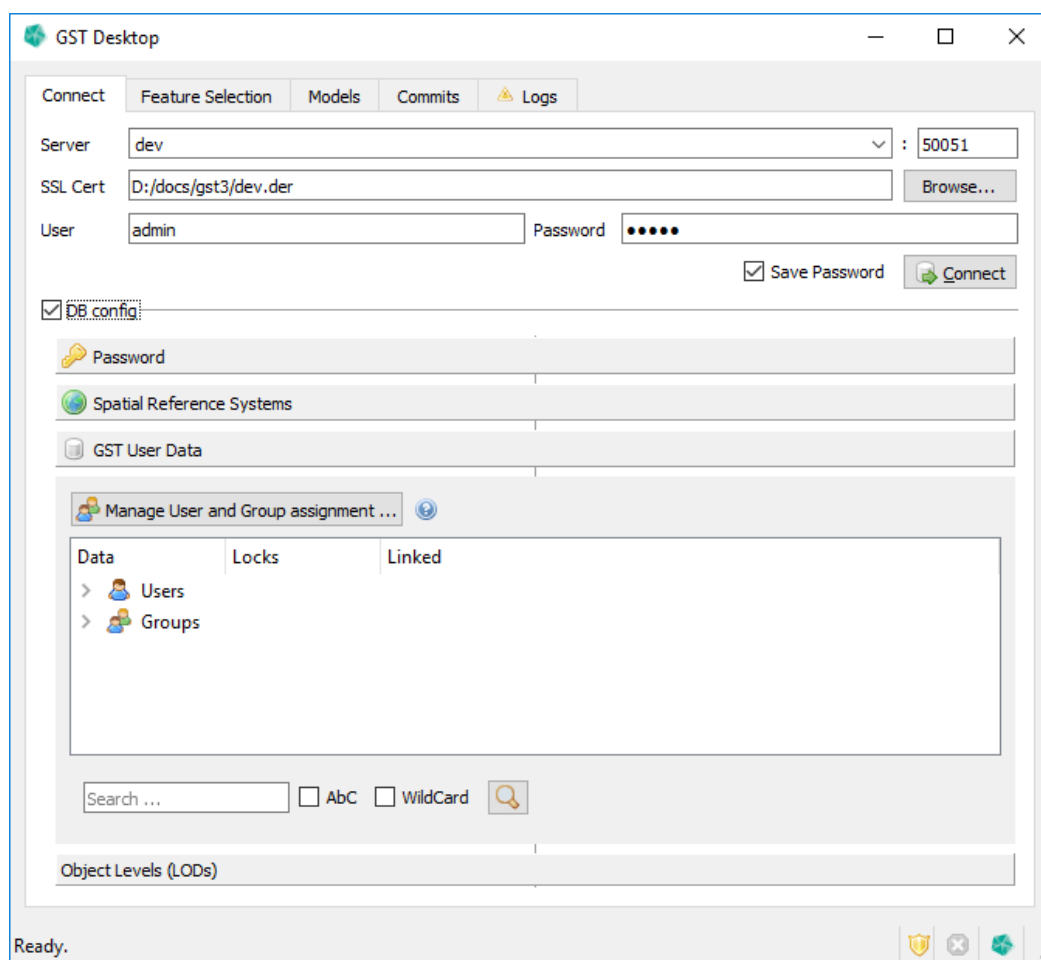 GST Desktop
Connect Feature Selection Models Commits Logs
Server dev : 50051
SSL Cert D:/docs/gst3/dev.der Browse...
User admin Password ●●●●●
Save Password Connect
DB config
Password
Spatial Reference Systems
GST User Data
Manage User and Group assignment ...
Data Locks Linked
Users
Groups
Search ... AbC WildCard
Object Levels (LODs)
Ready.